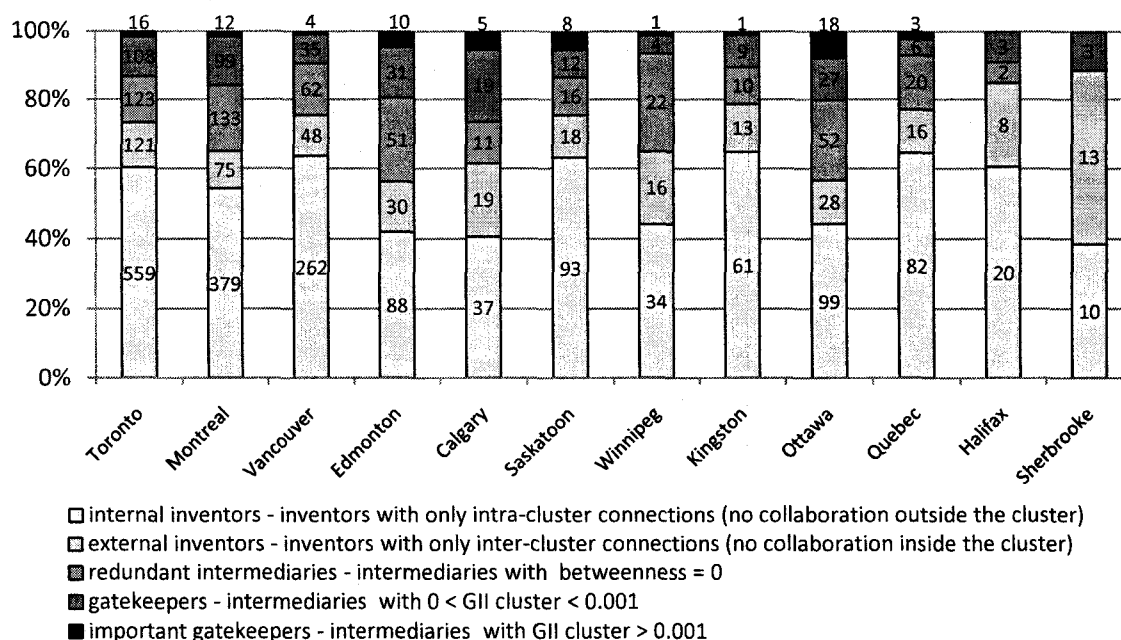 16 12 4 10 5 8 1 1 18 3
100%
108 99 35 31 19 12 4 9 27 6 3 3
80%
123 133 62 51 11 16 22 10 52 20 2
121 75 48 30 19 18 16 13 28 16 8 13
60%
40%
559 379 262 88 37 93 34 61 99 82 20 10
20%
0%
Toronto Montreal Vancouver Edmonton Calgary Saskatoon Winnipeg Kingston Ottawa Quebec Halifax Sherbrooke
internal inventors - inventors with only intra-cluster connections (no collaboration outside the cluster)
external inventors - inventors with only inter-cluster connections (no collaboration inside the cluster)
redundant intermediaries - intermediaries with betweenness = 0
gatekeepers - intermediaries with 0 < GII cluster < 0.001
important gatekeepers - intermediaries with GII cluster > 0.001